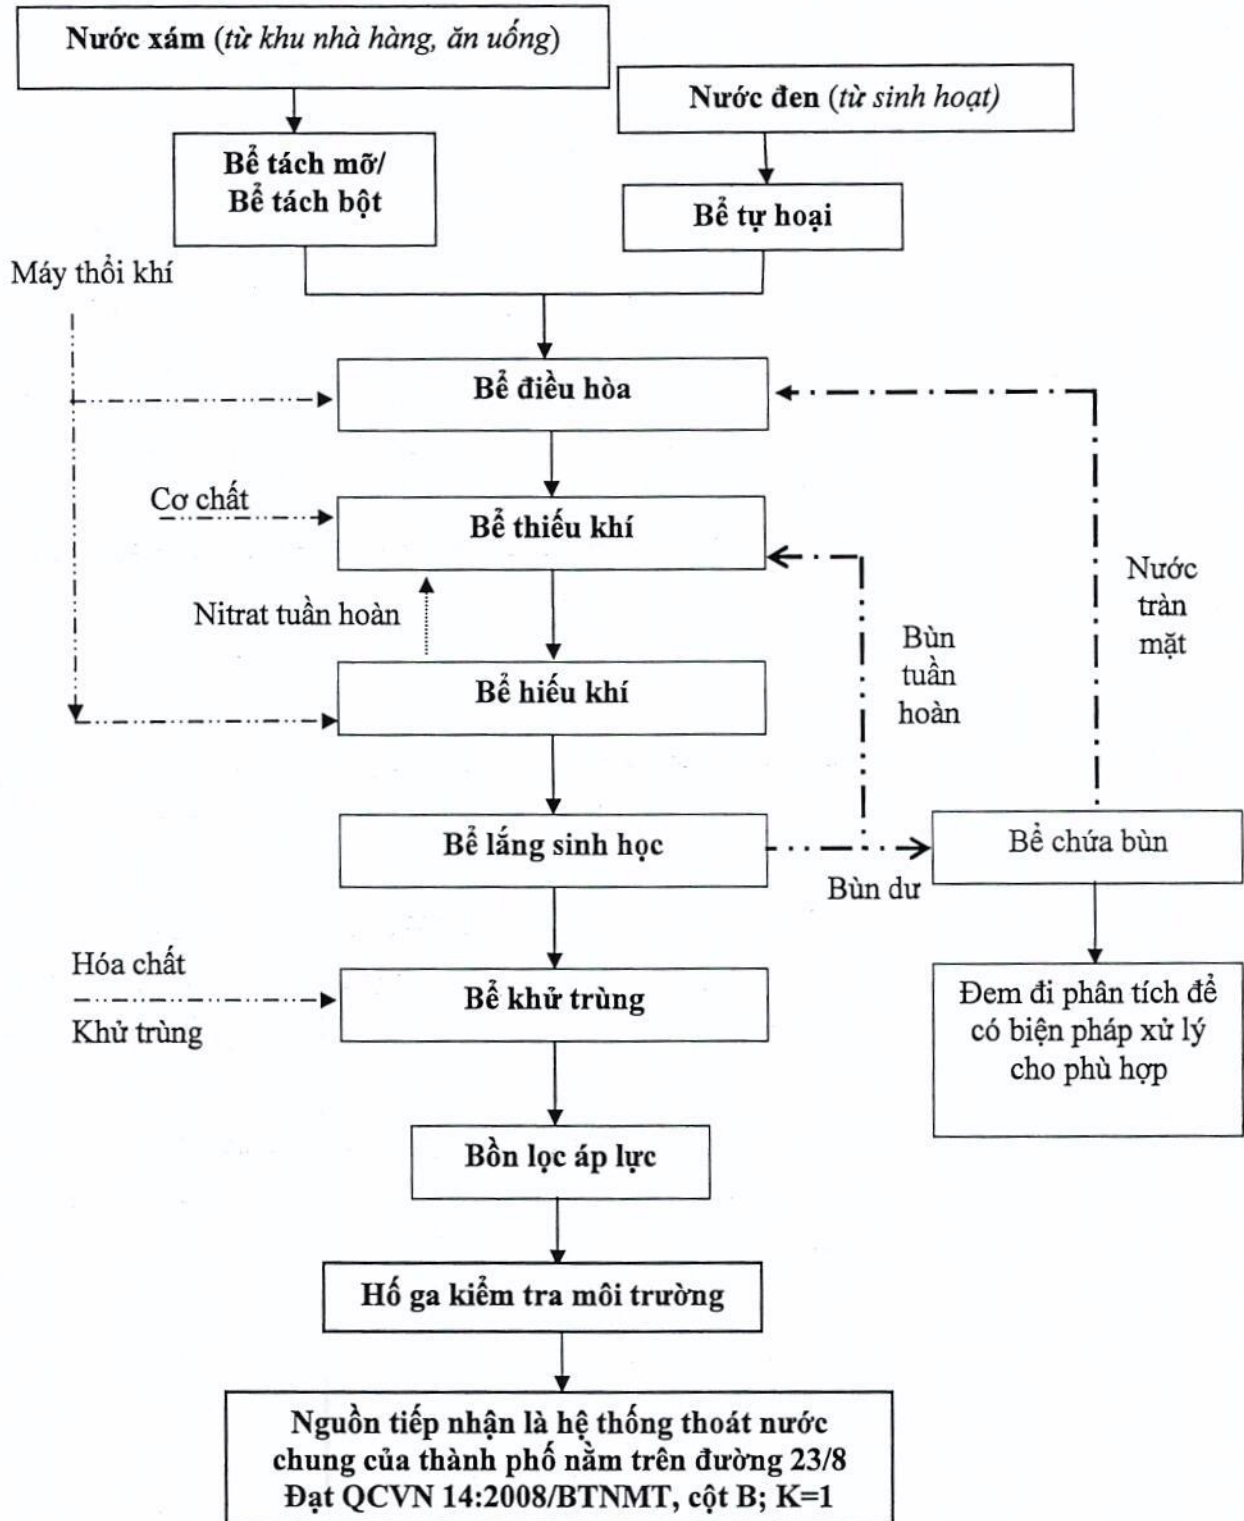 Nước xám (từ khu nhà hàng, ăn uống)
Nước đen (từ sinh hoạt)
Bể tách mỡ/
Bể tách bột
Bể tự hoại
Máy thổi khí
Bể điều hòa
Cơ chất
Bể thiếu khí
Nitrat tuần hoàn
Bể hiếu khí
Bùn
tuần
hoàn
Nước
tràn
mặt
Bể lắng sinh học
Bùn dư
Bể chứa bùn
Hóa chất
Khử trùng
Bể khử trùng
Đem đi phân tích để
có biện pháp xử lý
cho phù hợp
Bồn lọc áp lực
Hố ga kiểm tra môi trường
Nguồn tiếp nhận là hệ thống thoát nước
chung của thành phố nằm trên đường 23/8
Đạt QCVN 14:2008/BTNMT, cột B; K=1